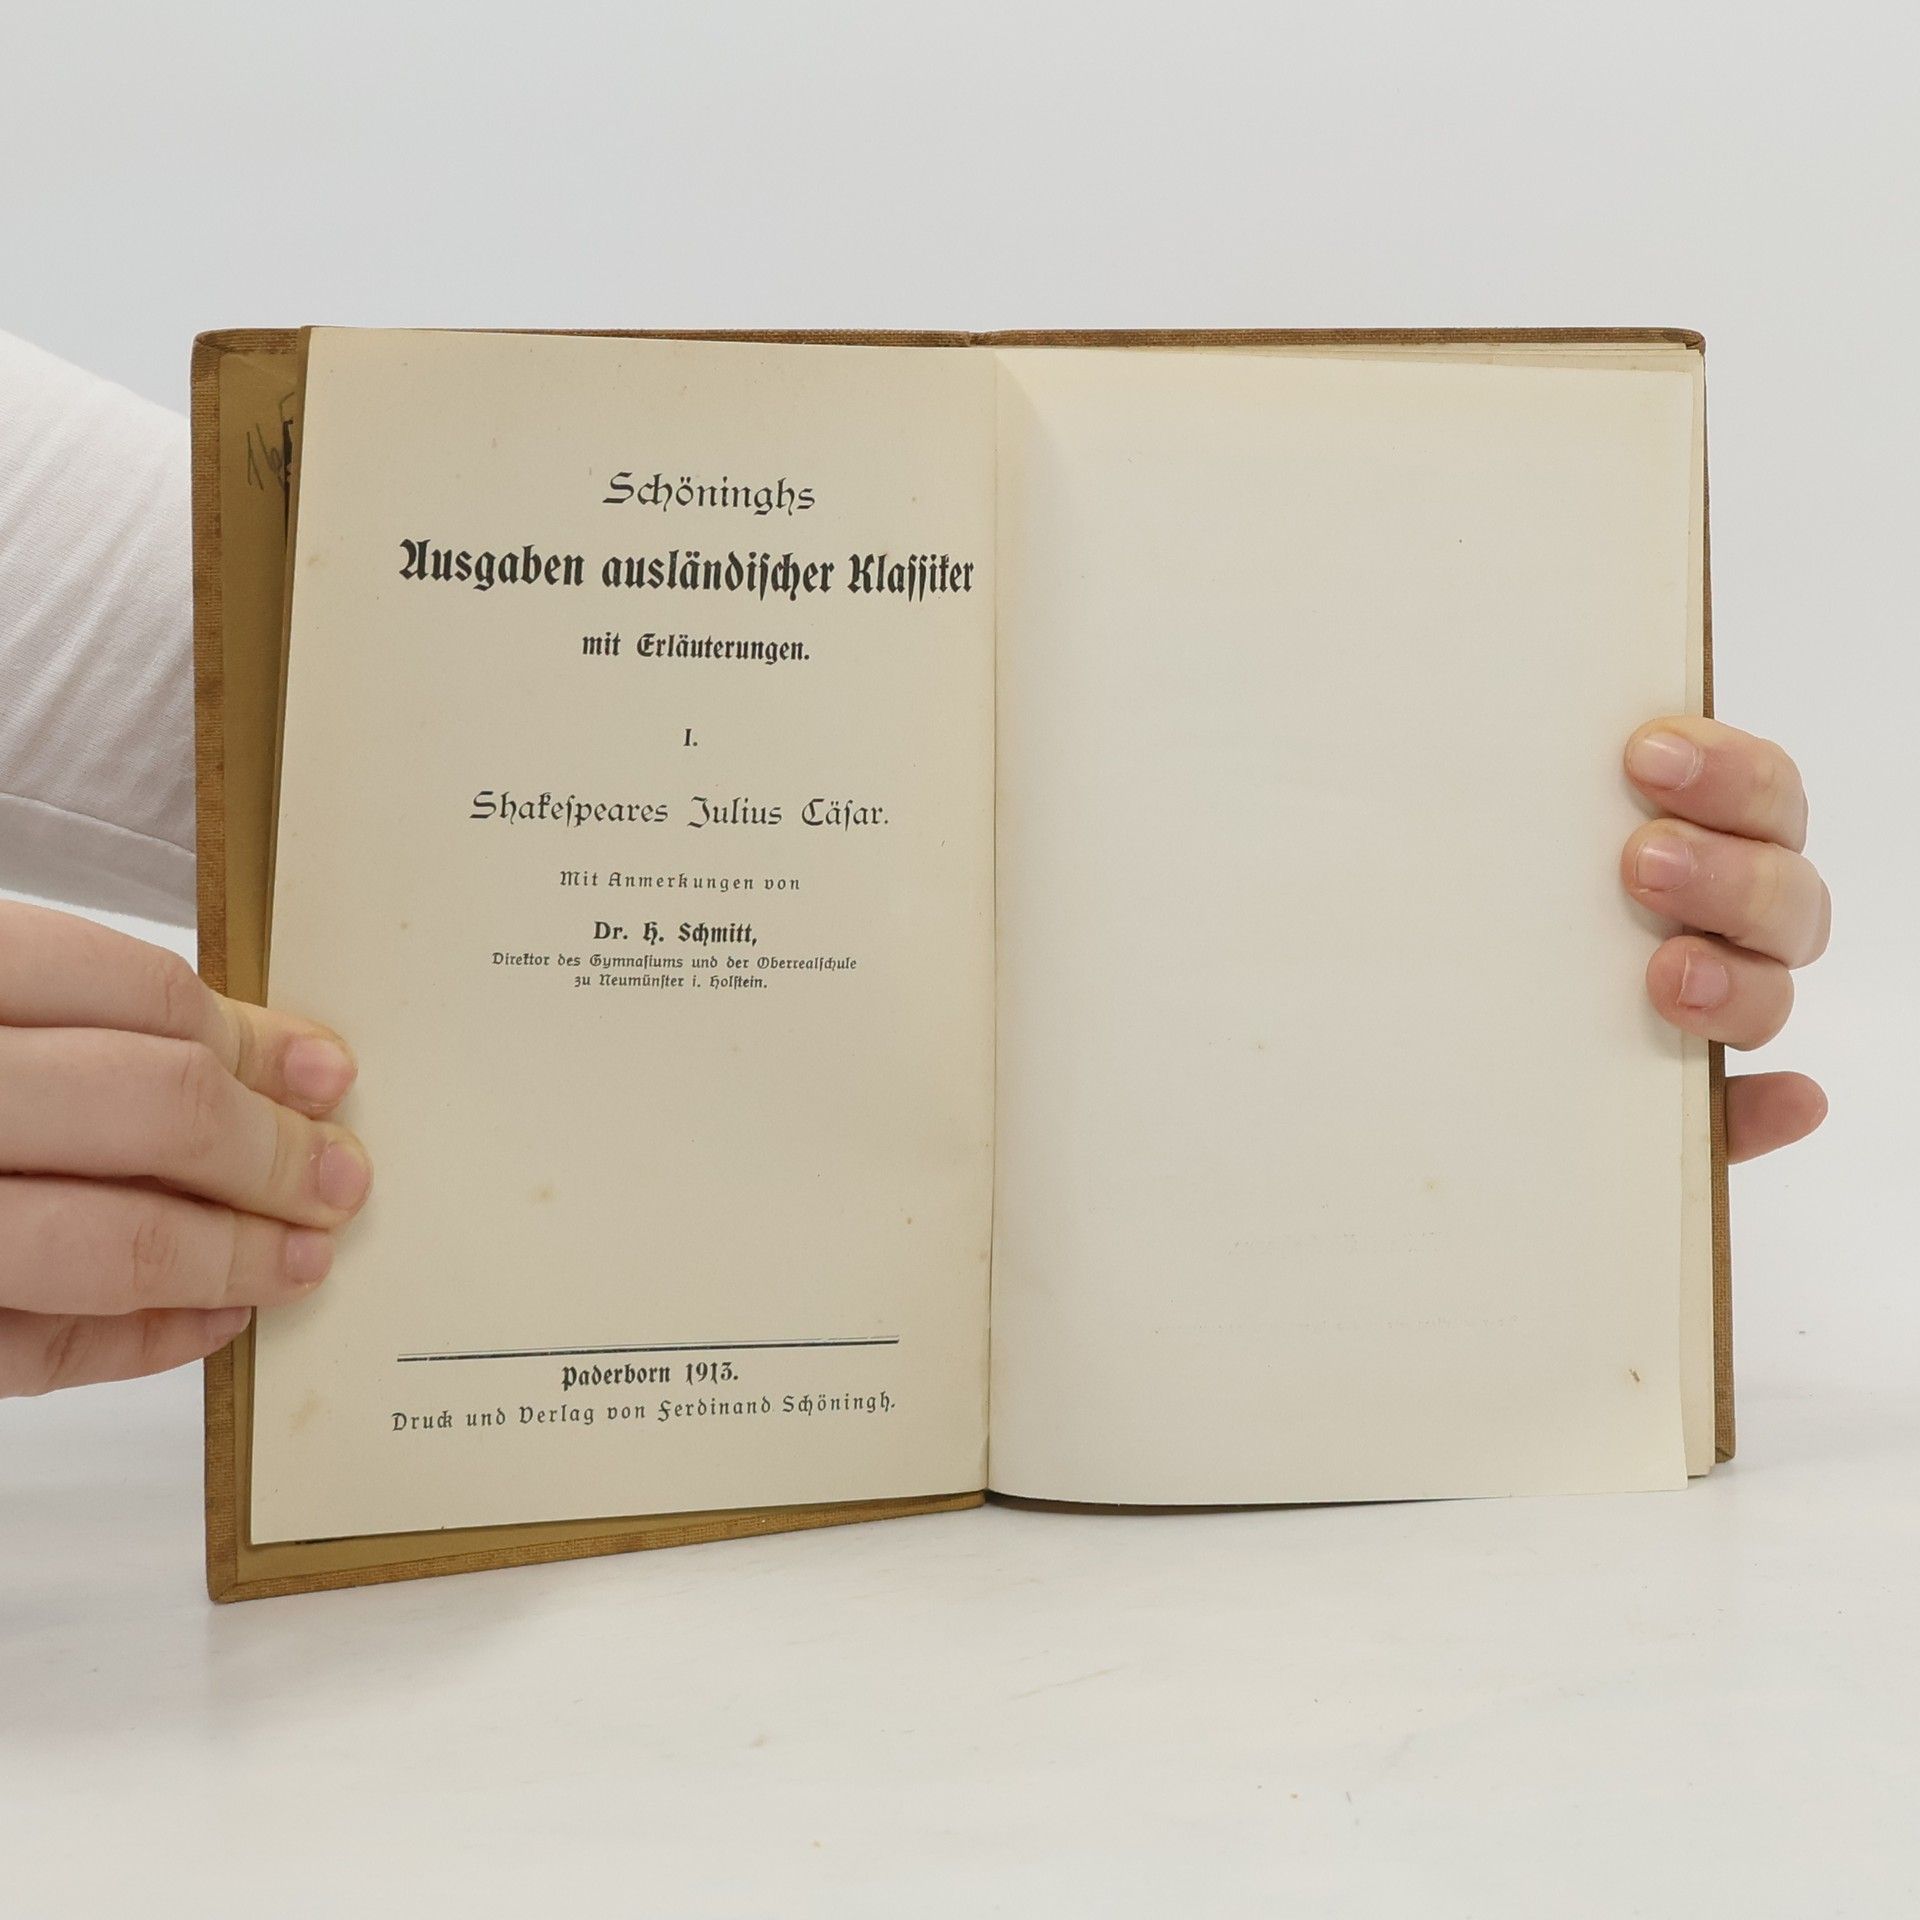 Schöninghs
Ausgaben ausländiſcher Klaſſiker
mit Erläuterungen.
I.
Shakeſpeares Julius Cäſar.
Mit Anmerkungen von
Dr. H. Schmitt,
Direktor des Gymnaſiums und der Oberrealſchule
zu Neumünſter i. Holſtein.
Paderborn 1913.
Druck und Verlag von Ferdinand Schöningh.